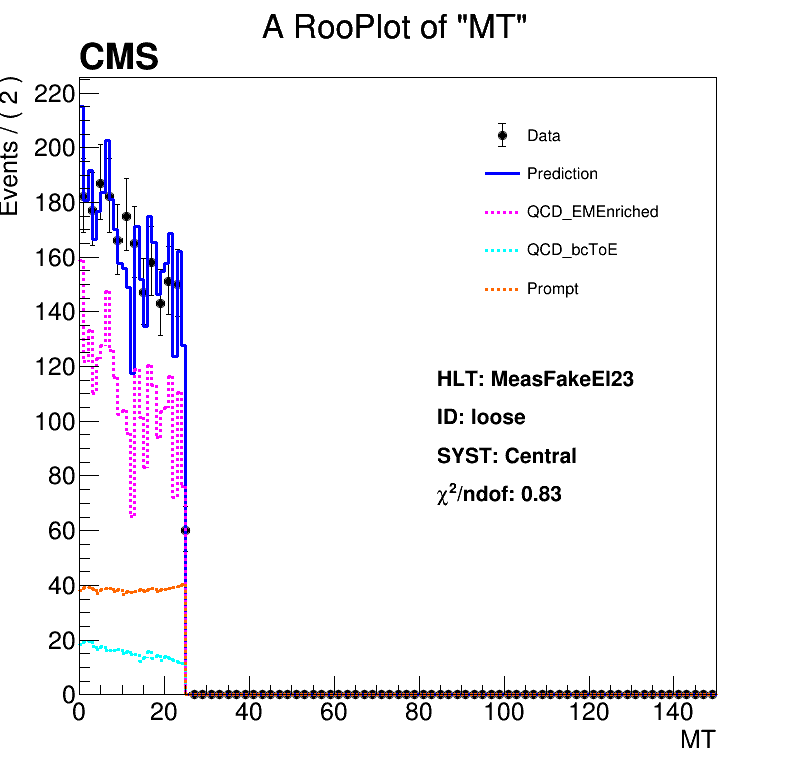 A RooPlot of "MT"
CMS
Events / ( 2 )
220
200
180
160
140
120
100
80
60
40
20
0
Data
Prediction
QCD_EMEnriched
QCD_bcToE
Prompt
HLT: MeasFakeEl23
ID: loose
SYST: Central
χ²/ndof: 0.83
0 20 40 60 80 100 120 140
MT